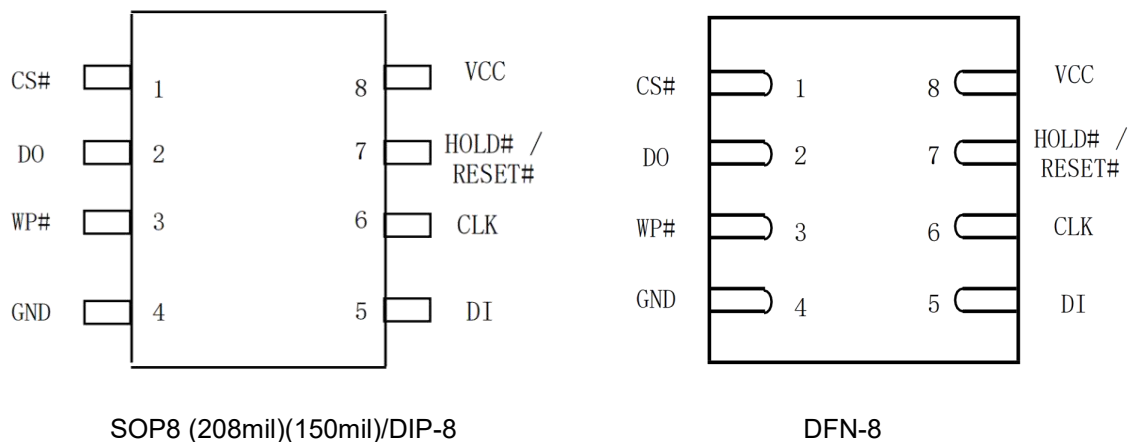 CS# 1 8 VCC
DO 2 7 HOLD# /
RESET#
WP# 3 6 CLK
GND 4 5 DI
SOP8 (208mil)(150mil)/DIP-8
CS# 1 8 VCC
DO 2 7 HOLD# /
RESET#
WP# 3 6 CLK
GND 4 5 DI
DFN-8